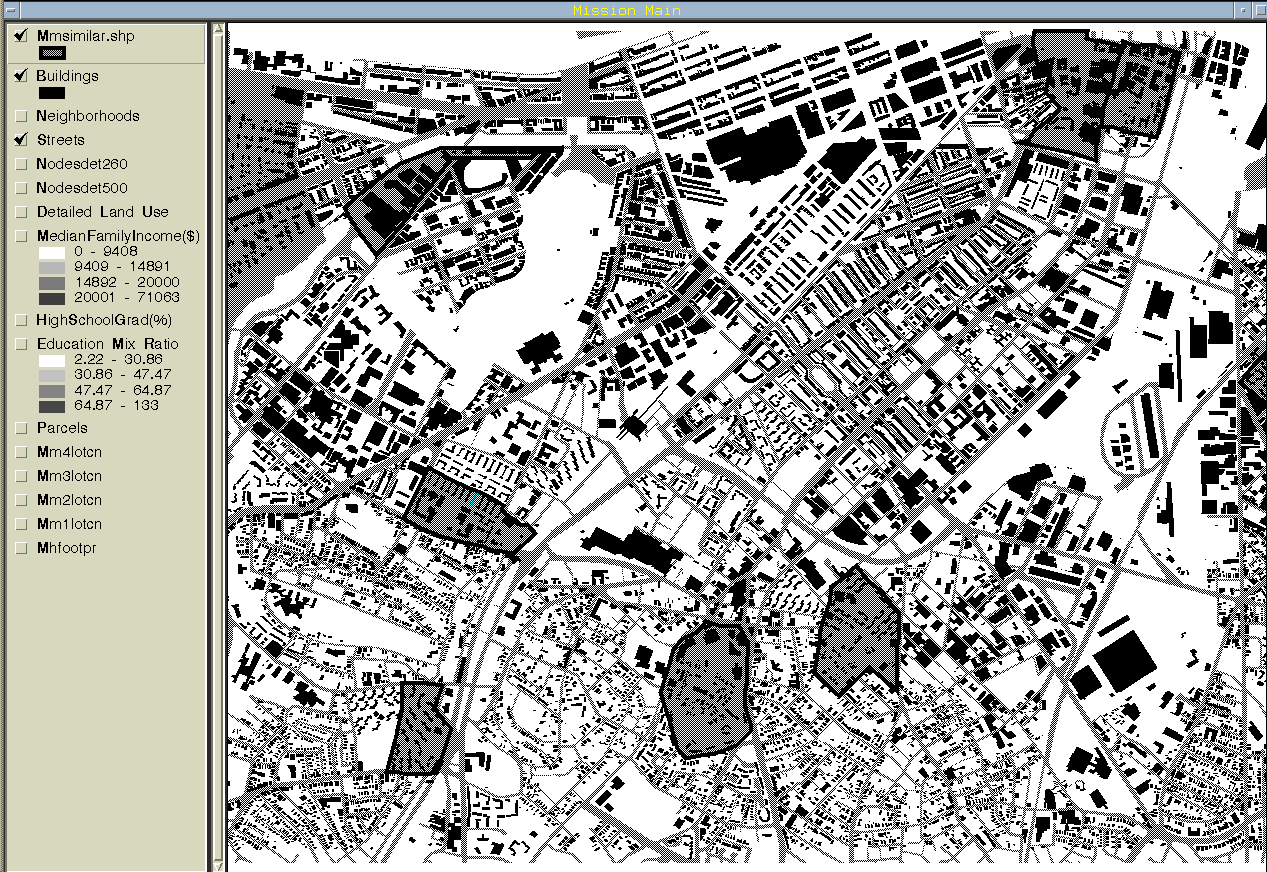 Mission Main
Mmsimilar.shp
Buildings
Neighborhoods
Streets
Nodesdet260
Nodesdet500
Detailed Land Use
MedianFamilyIncome($)
0 - 9408
9409 - 14891
14892 - 20000
20001 - 71063
HighSchoolGrad(%)
Education Mix Ratio
2.22 - 30.86
30.86 - 47.47
47.47 - 64.87
64.87 - 133
Parcels
Mm4lotcn
Mm3lotcn
Mm2lotcn
Mm1lotcn
Mhfootpr